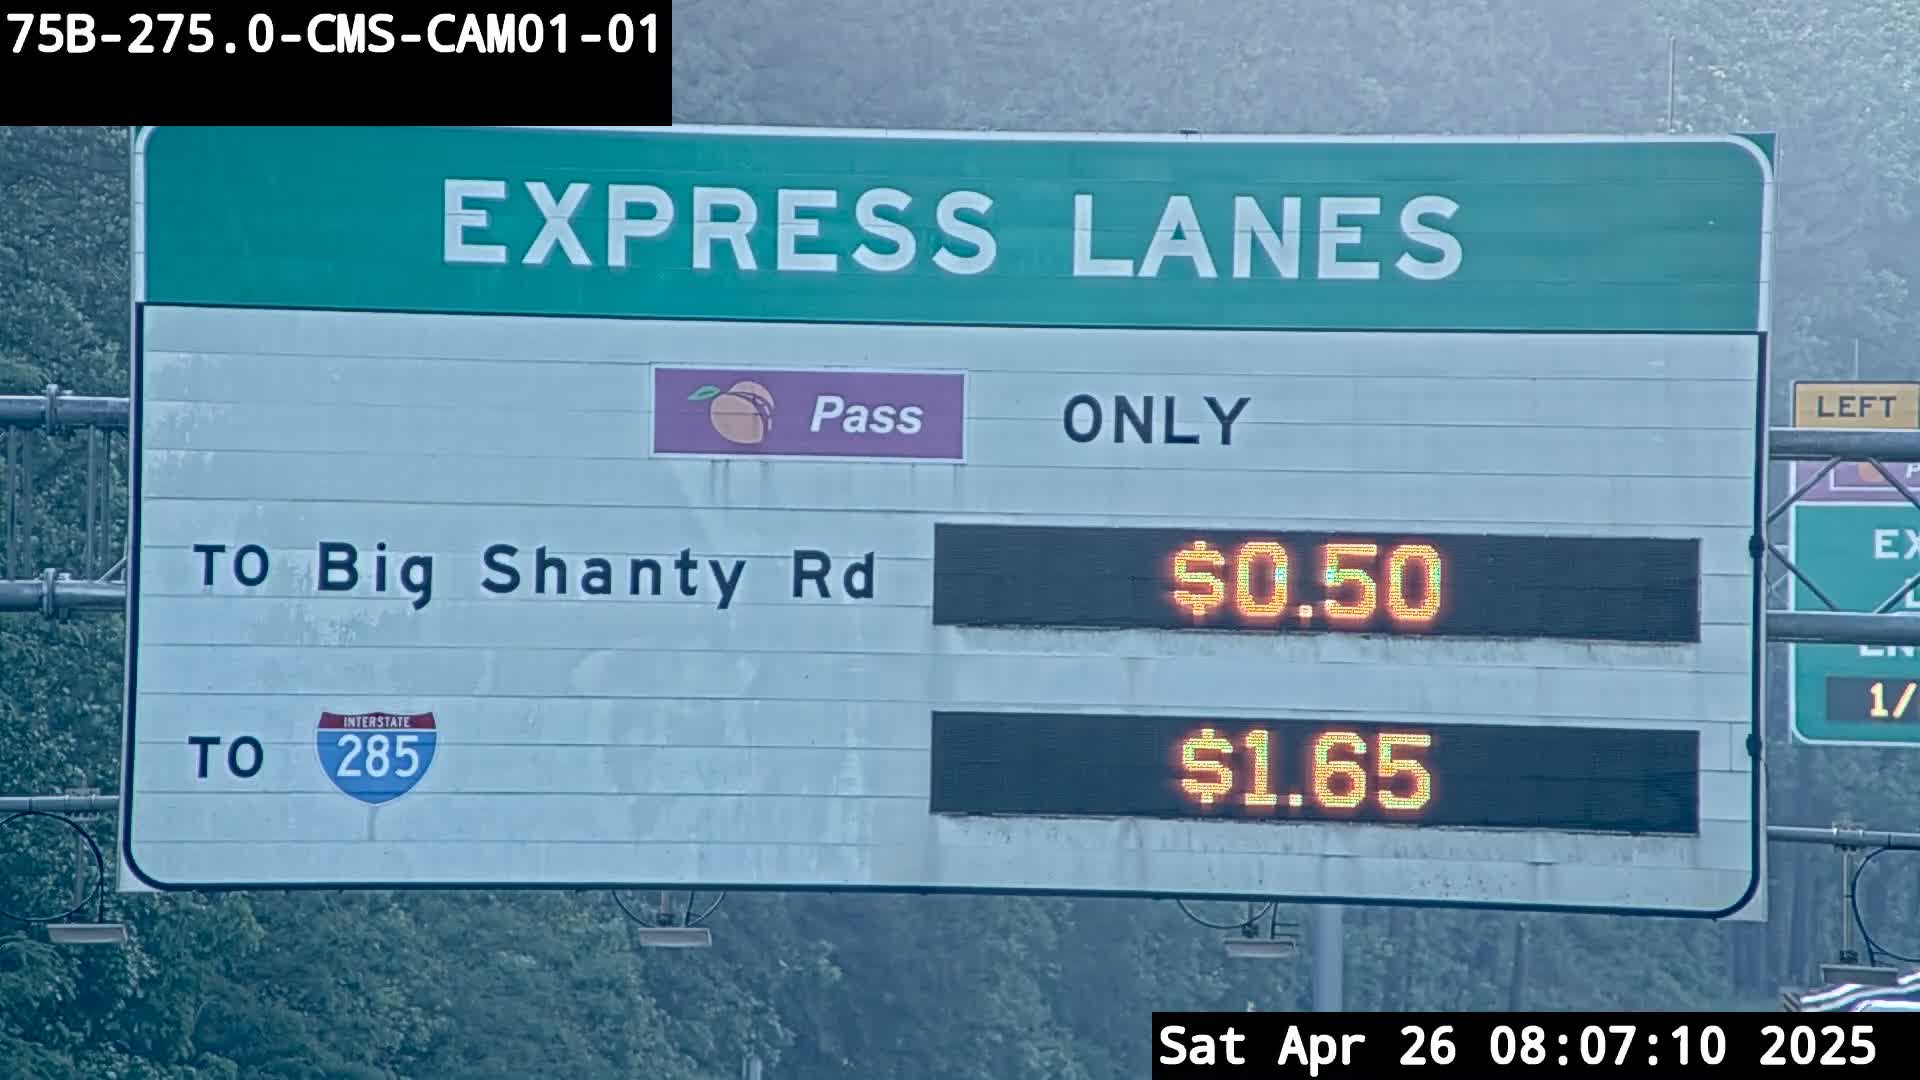 75B-275.0-CMS-CAM01-01
EXPRESS LANES
Pass ONLY
TO Big Shanty Rd $0.50
TO INTERSTATE 285 $1.65
LEFT
1/
Sat Apr 26 08:07:10 2025